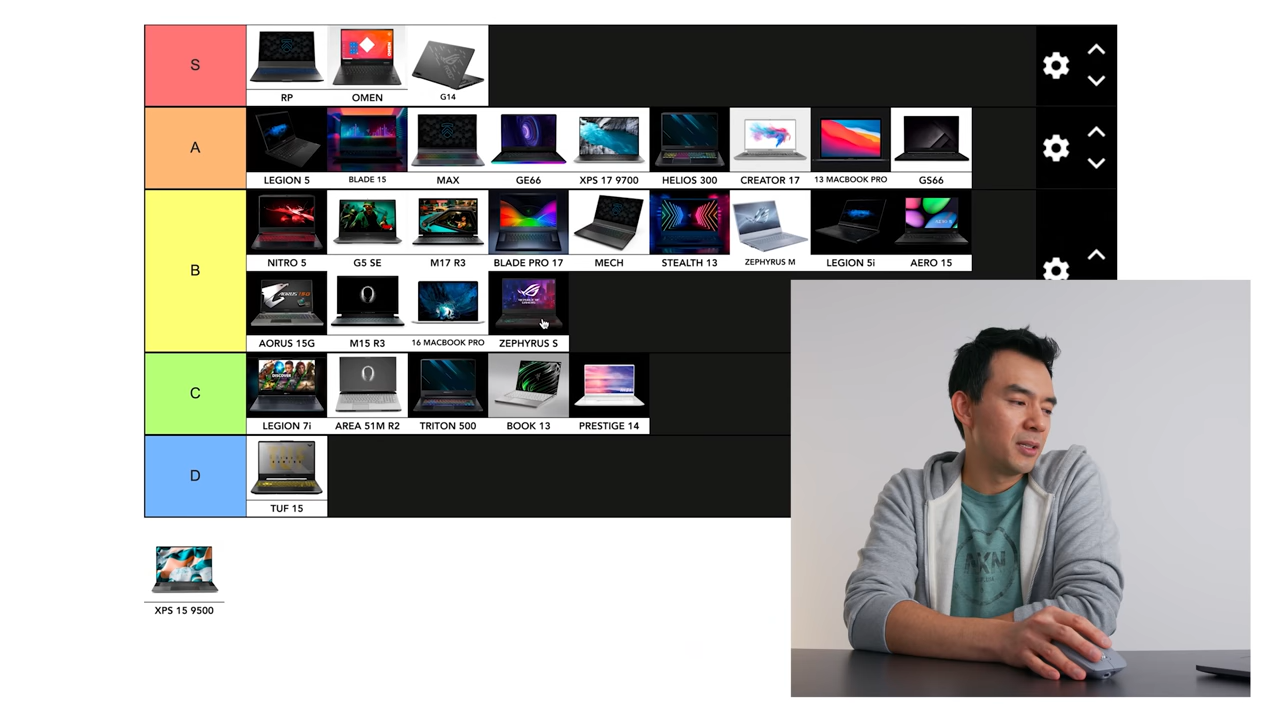 S
RP
OMEN
G14
A
LEGION 5
BLADE 15
MAX
GE66
XPS 17 9700
HELIOS 300
CREATOR 17
13 MACBOOK PRO
GS66
B
NITRO 5
G5 SE
M17 R3
BLADE PRO 17
MECH
STEALTH 13
ZEPHYRUS M
LEGION 5i
AERO 15
AORUS 15G
M15 R3
16 MACBOOK PRO
ZEPHYRUS S
C
DISCOVER
LEGION 7i
AREA 51M R2
TRITON 500
BOOK 13
PRESTIGE 14
D
TUF 15
XPS 15 9500